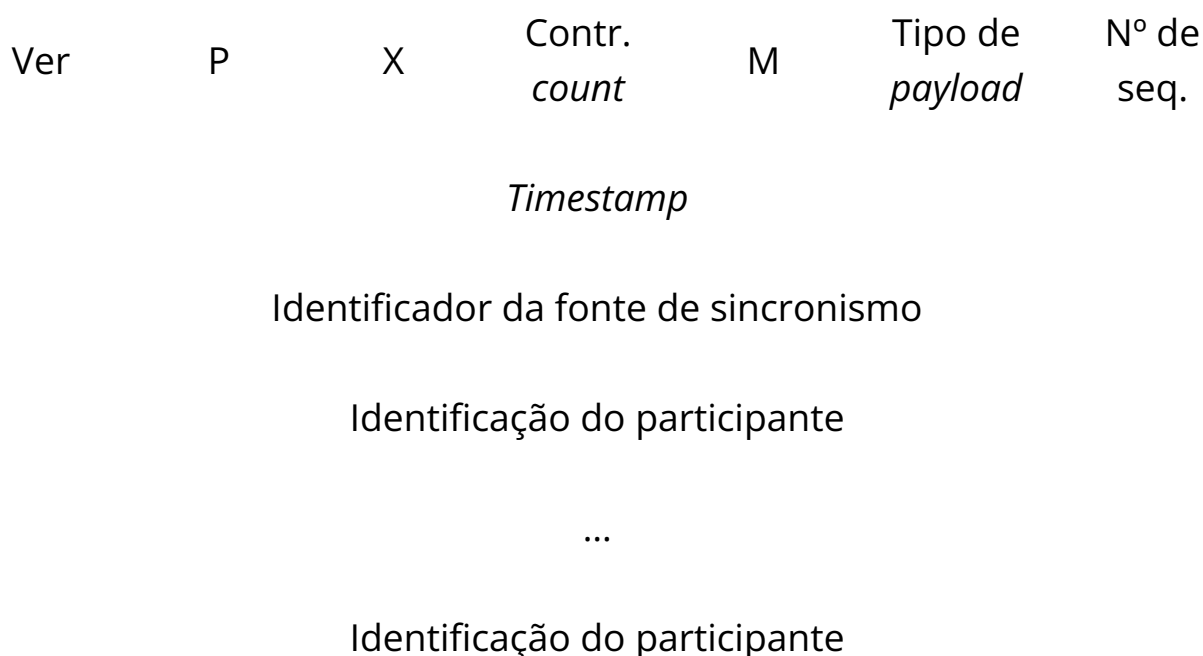 Ver P X Contr. count M Tipo de payload Nº de seq.
Timestamp
Identificador da fonte de sincronismo
Identificação do participante
...
Identificação do participante